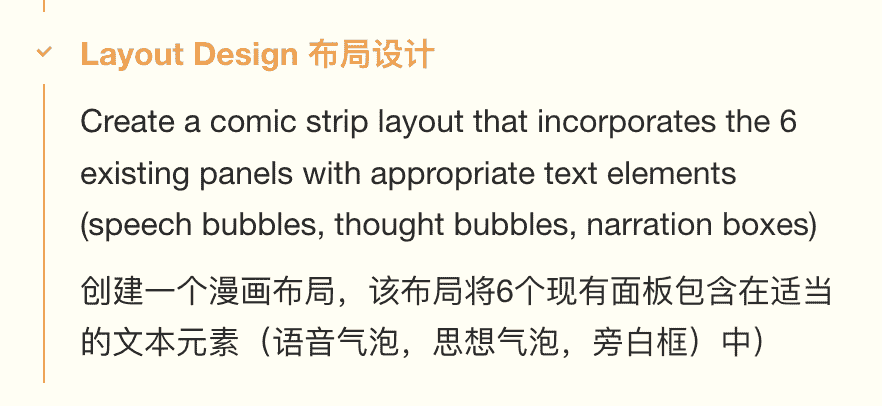 Layout Design 布局设计
Create a comic strip layout that incorporates the 6
existing panels with appropriate text elements
(speech bubbles, thought bubbles, narration boxes)
创建一个漫画布局，该布局将6个现有面板包含在适当
的文本元素（语音气泡，思想气泡，旁白框）中）